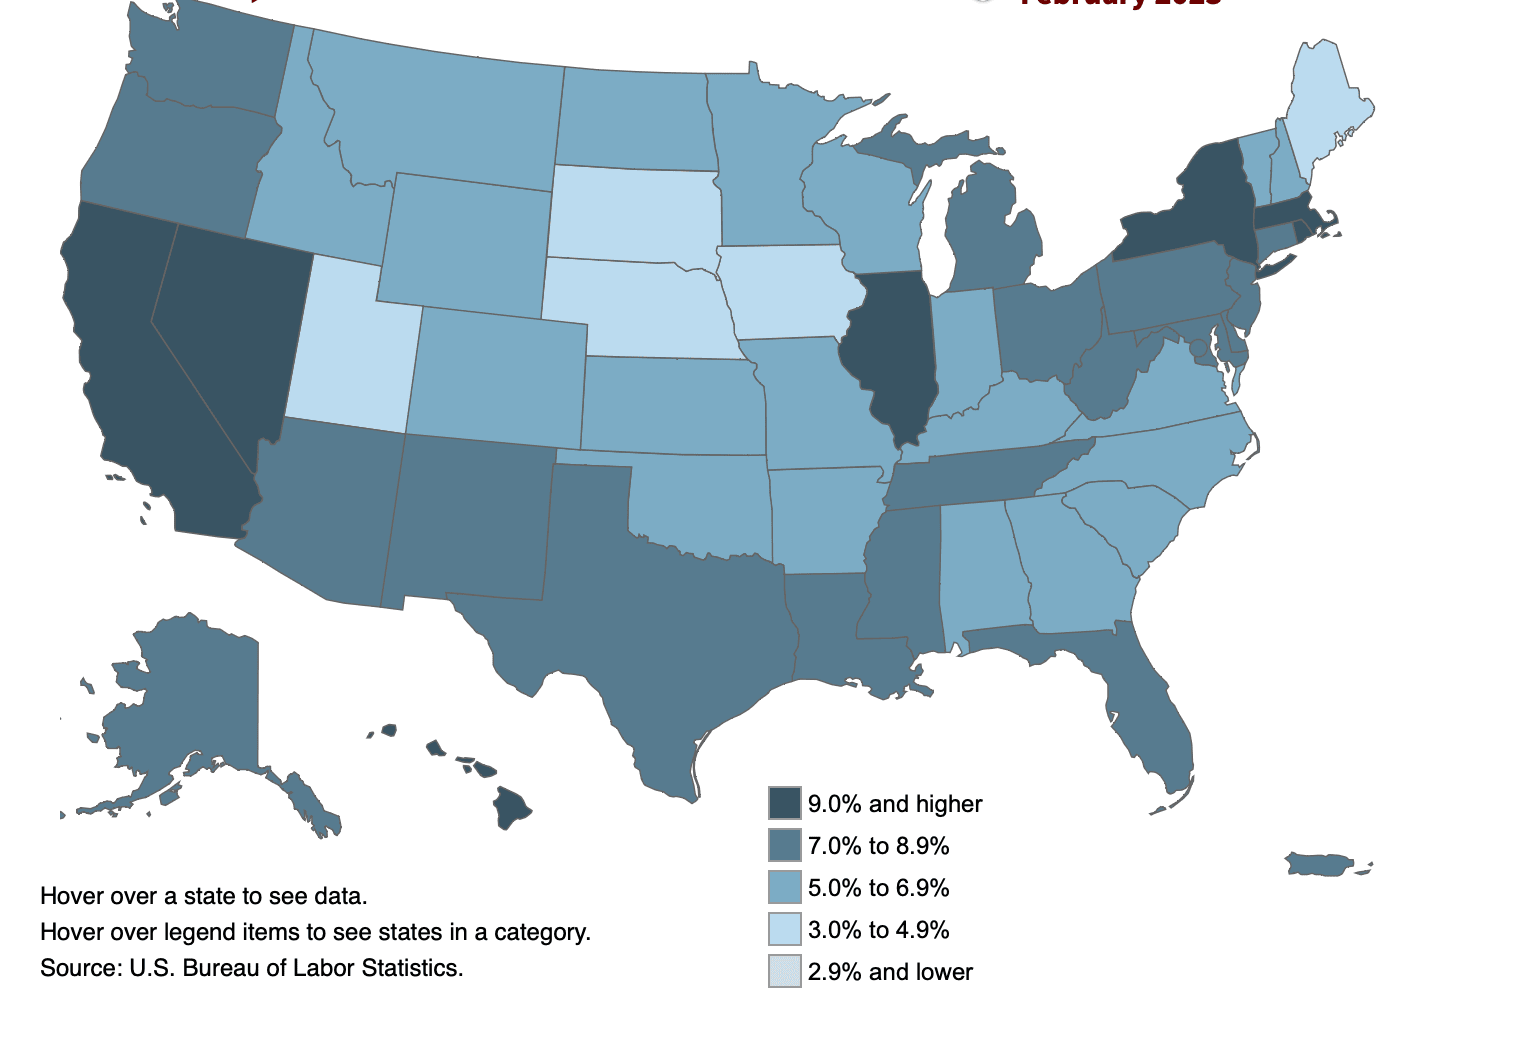 February 2023
9.0% and higher
7.0% to 8.9%
5.0% to 6.9%
3.0% to 4.9%
2.9% and lower
Hover over a state to see data.
Hover over legend items to see states in a category.
Source: U.S. Bureau of Labor Statistics.